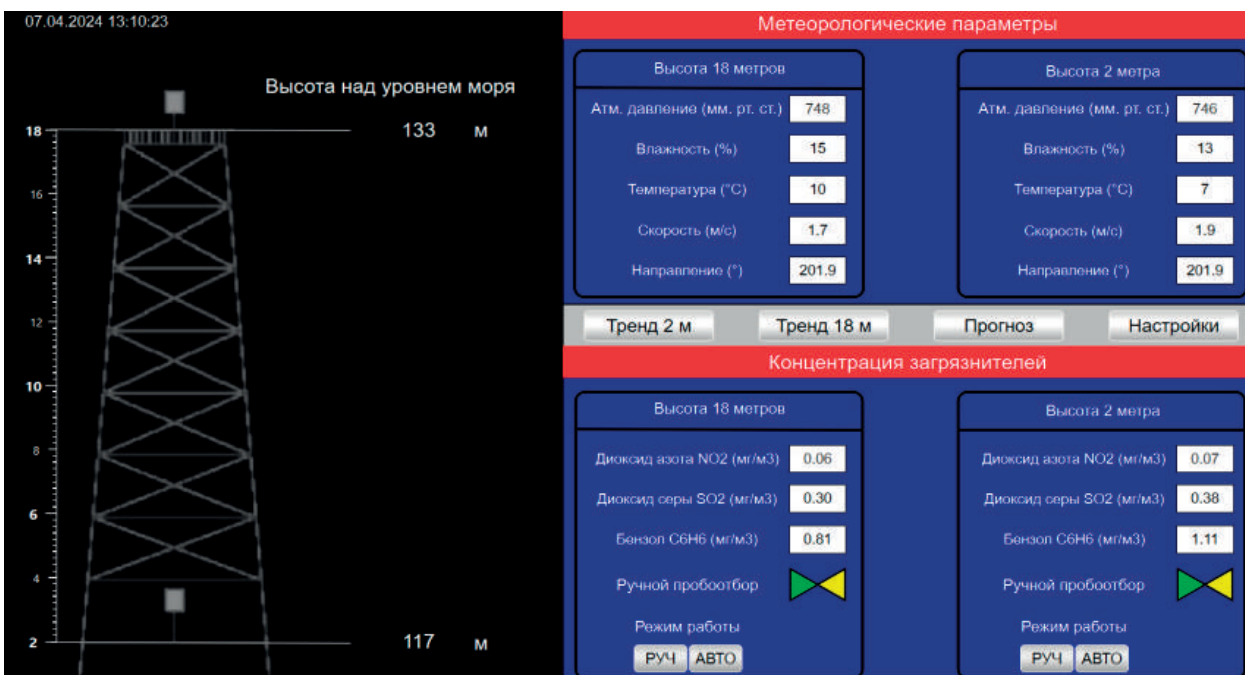 07.04.2024 13:10:23
Высота над уровнем моря
18
133 м
16
14
12
10
8
6
4
2
117 м
Метеорологические параметры
Высота 18 метров
Атм. давление (мм. рт. ст.) 748
Влажность (%) 15
Температура (°C) 10
Скорость (м/с) 1.7
Направление (°) 201.9
Высота 2 метра
Атм. давление (мм. рт. ст.) 746
Влажность (%) 13
Температура (°C) 7
Скорость (м/с) 1.9
Направление (°) 201.9
Тренд 2 м Тренд 18 м Прогноз Настройки
Концентрация загрязнителей
Высота 18 метров
Диоксид азота NO2 (мг/м3) 0.06
Диоксид серы SO2 (мг/м3) 0.30
Бензол C6H6 (мг/м3) 0.81
Ручной пробоотбор
Режим работы
РУЧ АВТО
Высота 2 метра
Диоксид азота NO2 (мг/м3) 0.07
Диоксид серы SO2 (мг/м3) 0.38
Бензол C6H6 (мг/м3) 1.11
Ручной пробоотбор
Режим работы
РУЧ АВТО